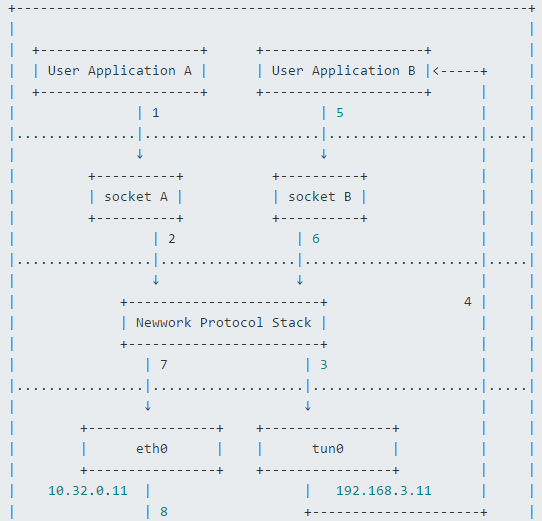 User Application A User Application B
1 5
socket A socket B
2 6
4
Newwork Protocol Stack
7 3
eth0 tun0
10.32.0.11 192.168.3.11
8